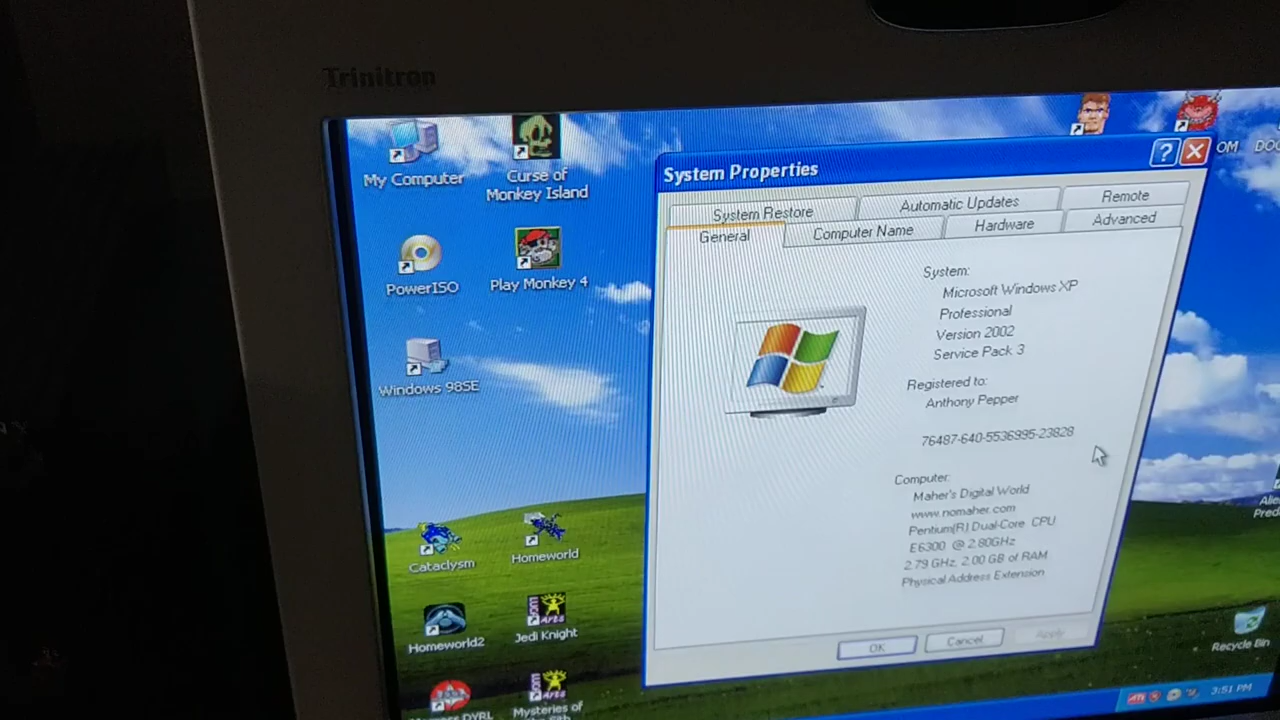 Trinitron
My Computer
Curse of
Monkey Island
PowerISO
Play Monkey 4
Windows 98SE
Cataclysm
Homeworld
Homeworld2
Jedi Knight
Mysteries of
System Properties
?
OM
System Restore
Automatic Updates
Remote
General
Computer Name
Hardware
Advanced
System:
Microsoft Windows XP
Professional
Version 2002
Service Pack 3
Registered to:
Anthony Pepper
76487-640-5536995-23828
Computer:
Maher's Digital World
www.nomaher.com
Pentium(R) Dual-Core CPU
E6300 @ 2.80GHz
2.79 GHz, 2.00 GB of RAM
Physical Address Extension
OK
Cancel
Apply
Recycle Bin
ATI
3:51 PM